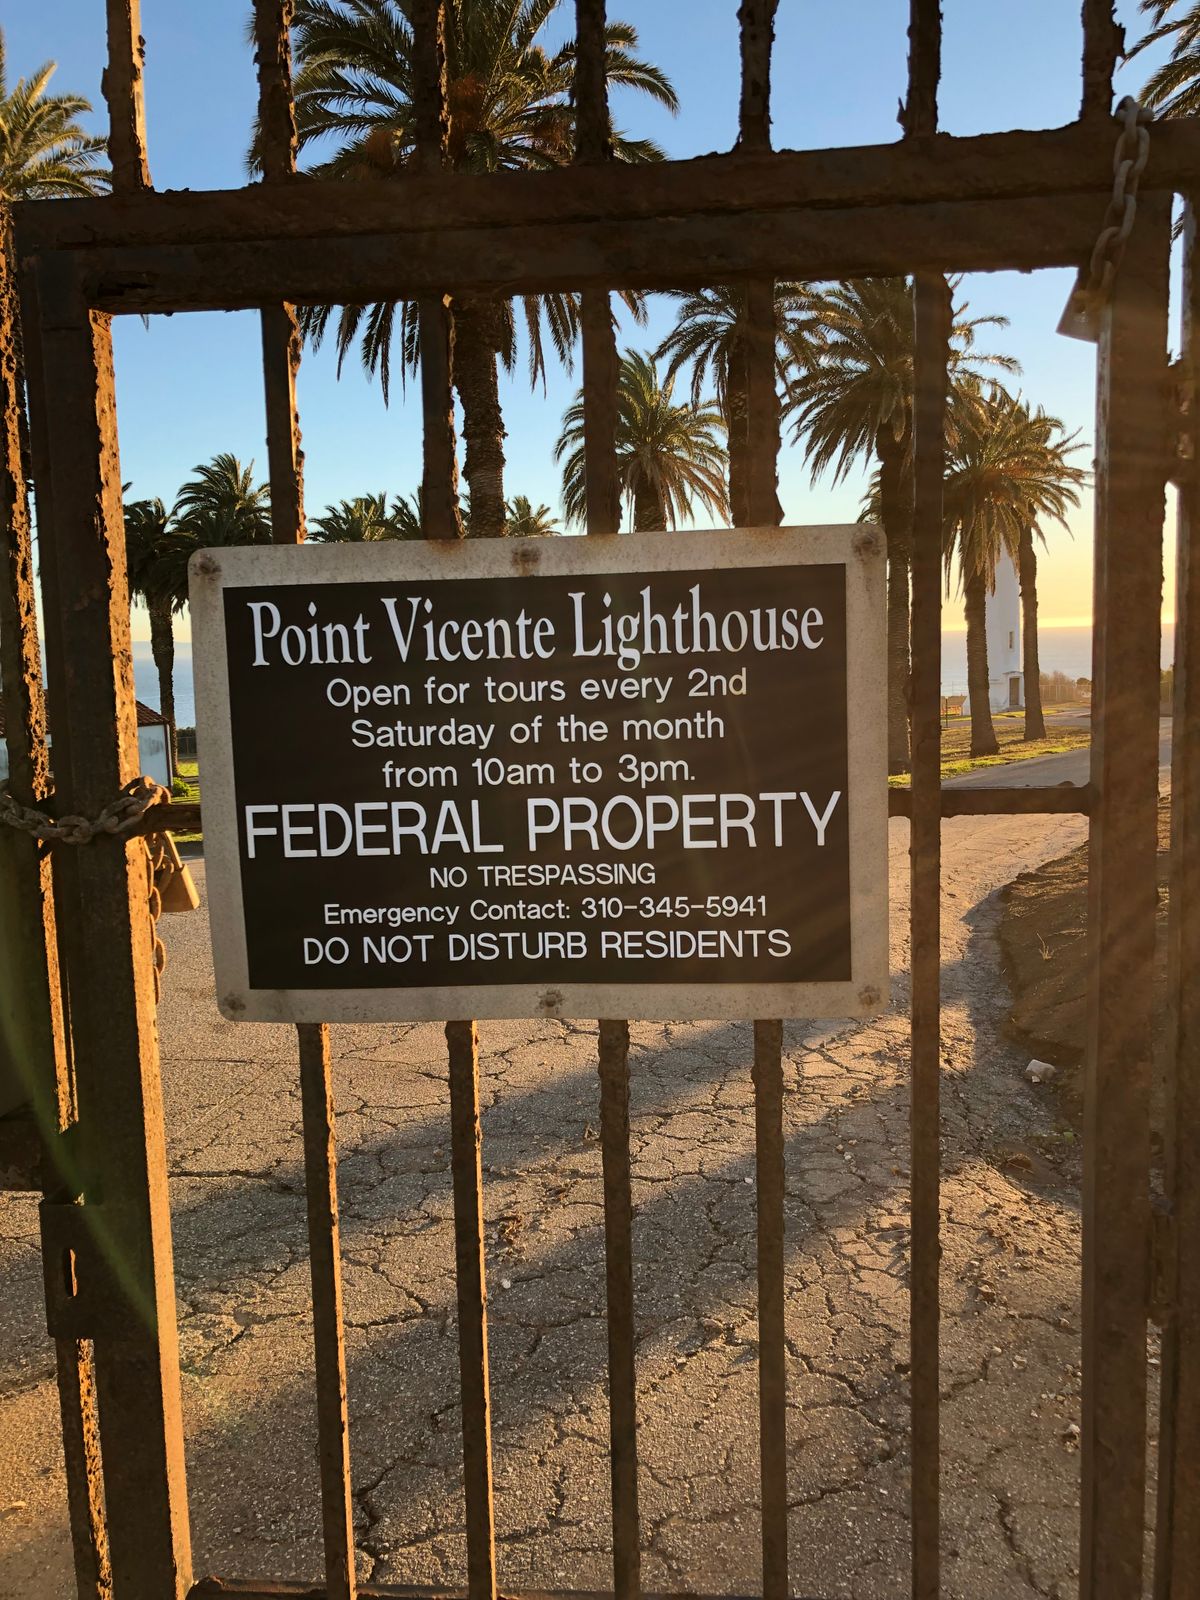 Point Vicente Lighthouse
Open for tours every 2nd
Saturday of the month
from 10am to 3pm.
FEDERAL PROPERTY
NO TRESPASSING
Emergency Contact: 310-345-5941
DO NOT DISTURB RESIDENTS